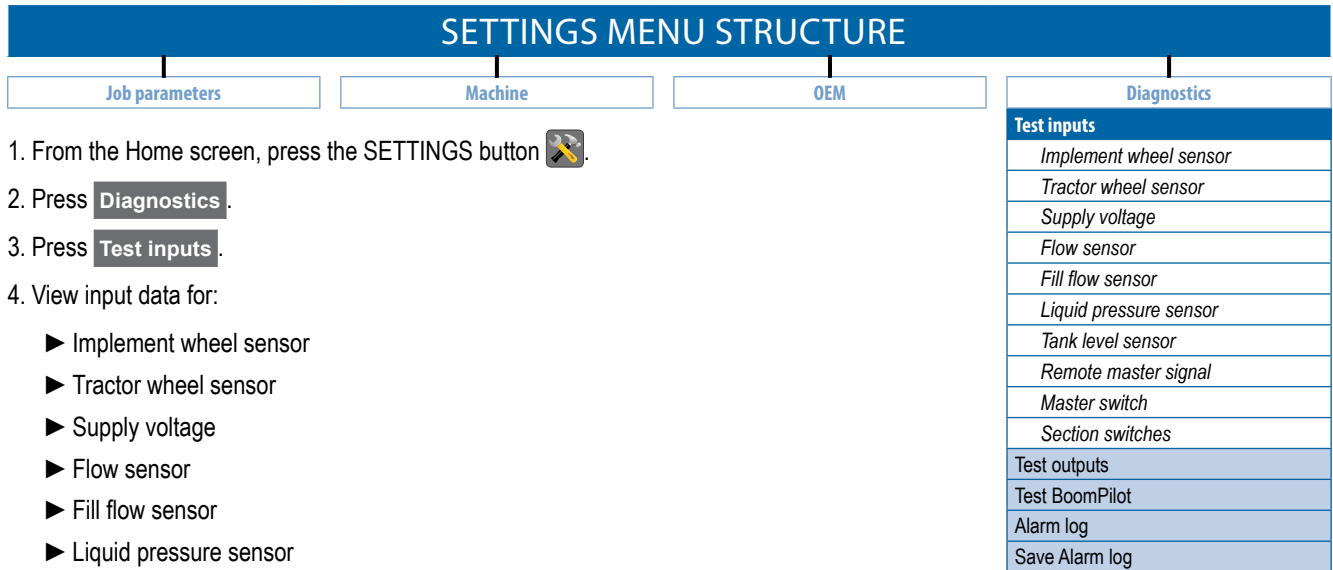 SETTINGS MENU STRUCTURE
Job parameters
Machine
OEM
Diagnostics
1. From the Home screen, press the SETTINGS button .
2. Press Diagnostics.
3. Press Test inputs.
4. View input data for:
►Implement wheel sensor
►Tractor wheel sensor
►Supply voltage
►Flow sensor
►Fill flow sensor
►Liquid pressure sensor
Test inputs
Implement wheel sensor
Tractor wheel sensor
Supply voltage
Flow sensor
Fill flow sensor
Liquid pressure sensor
Tank level sensor
Remote master signal
Master switch
Section switches
Test outputs
Test BoomPilot
Alarm log
Save Alarm log